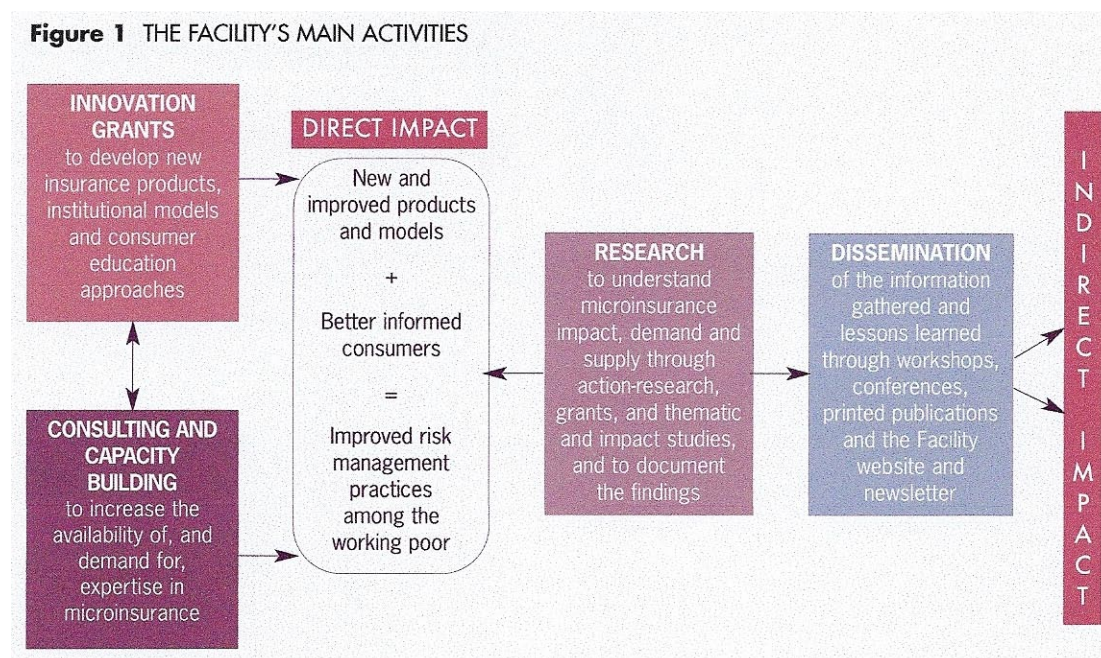 Figure 1 THE FACILITY'S MAIN ACTIVITIES
INNOVATION
GRANTS
to develop new
insurance products,
institutional models
and consumer
education
approaches
CONSULTING AND
CAPACITY
BUILDING
to increase the
availability of, and
demand for,
expertise in
microinsurance
DIRECT IMPACT
New and
improved products
and models
+
Better informed
consumers
=
Improved risk
management
practices
among the
working poor
RESEARCH
to understand
microinsurance
impact, demand and
supply through
action-research,
grants, and thematic
and impact studies,
and to document
the findings
DISSEMINATION
of the information
gathered and
lessons learned
through workshops,
conferences,
printed publications
and the Facility
website and
newsletter
INDIRECT IMPACT